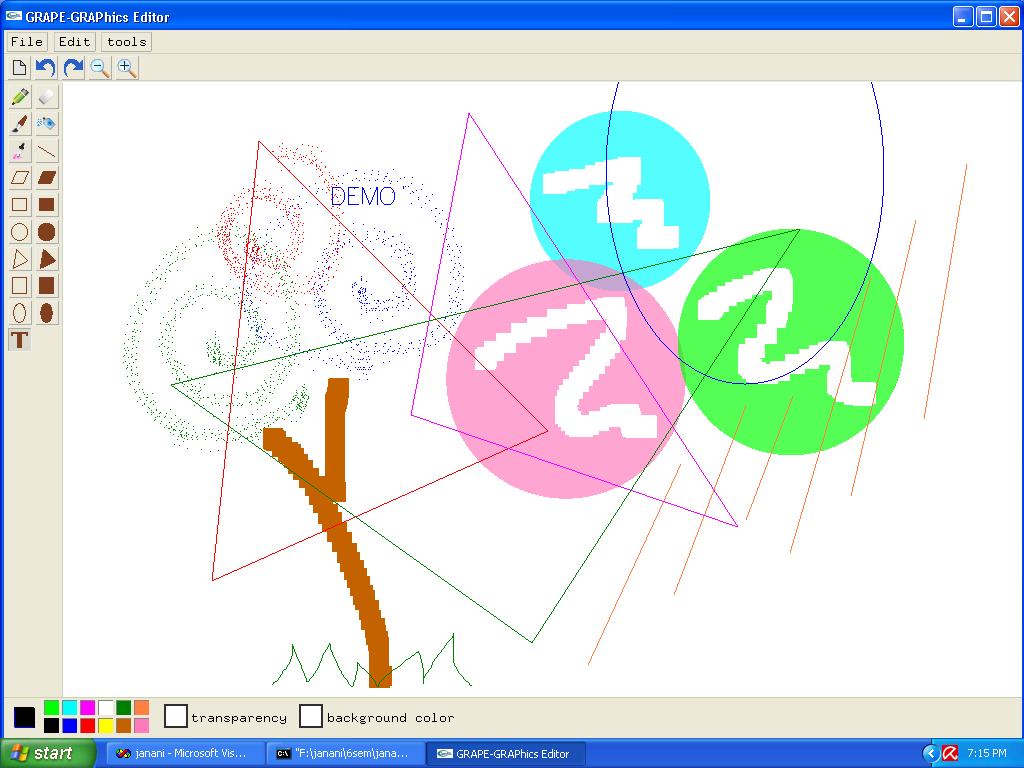 GRAPE-GRAPhics Editor
File Edit tools
DEMO
T
transparency background color
start janani - Microsoft Vis... "F:\janani\6sem\jana... GRAPE-GRAPhics Editor 7:15 PM